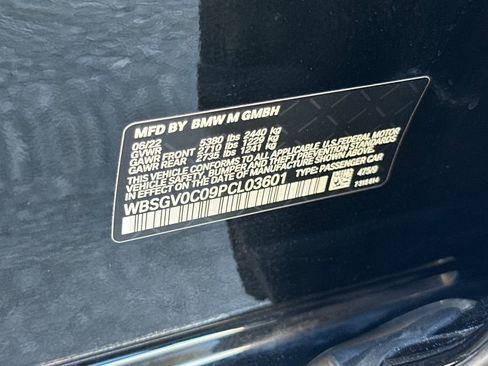 MFD BY BMW M GMBH
06/22
GVWR 5380 lbs 2440 kg
GAWR FRONT 2710 lbs 1229 kg
GAWR REAR 2735 lbs 1241 kg
THIS VEHICLE CONFORMS TO ALL APPLICABLE U.S. FEDERAL MOTOR
VEHICLE SAFETY, BUMPER AND THEFT PREVENTION STANDARDS
IN EFFECT ON THE DATE OF MANUFACTURE SHOWN ABOVE.
WBSGV0C09PCL03601 TYPE: PASSENGER CAR
475/9
7318414